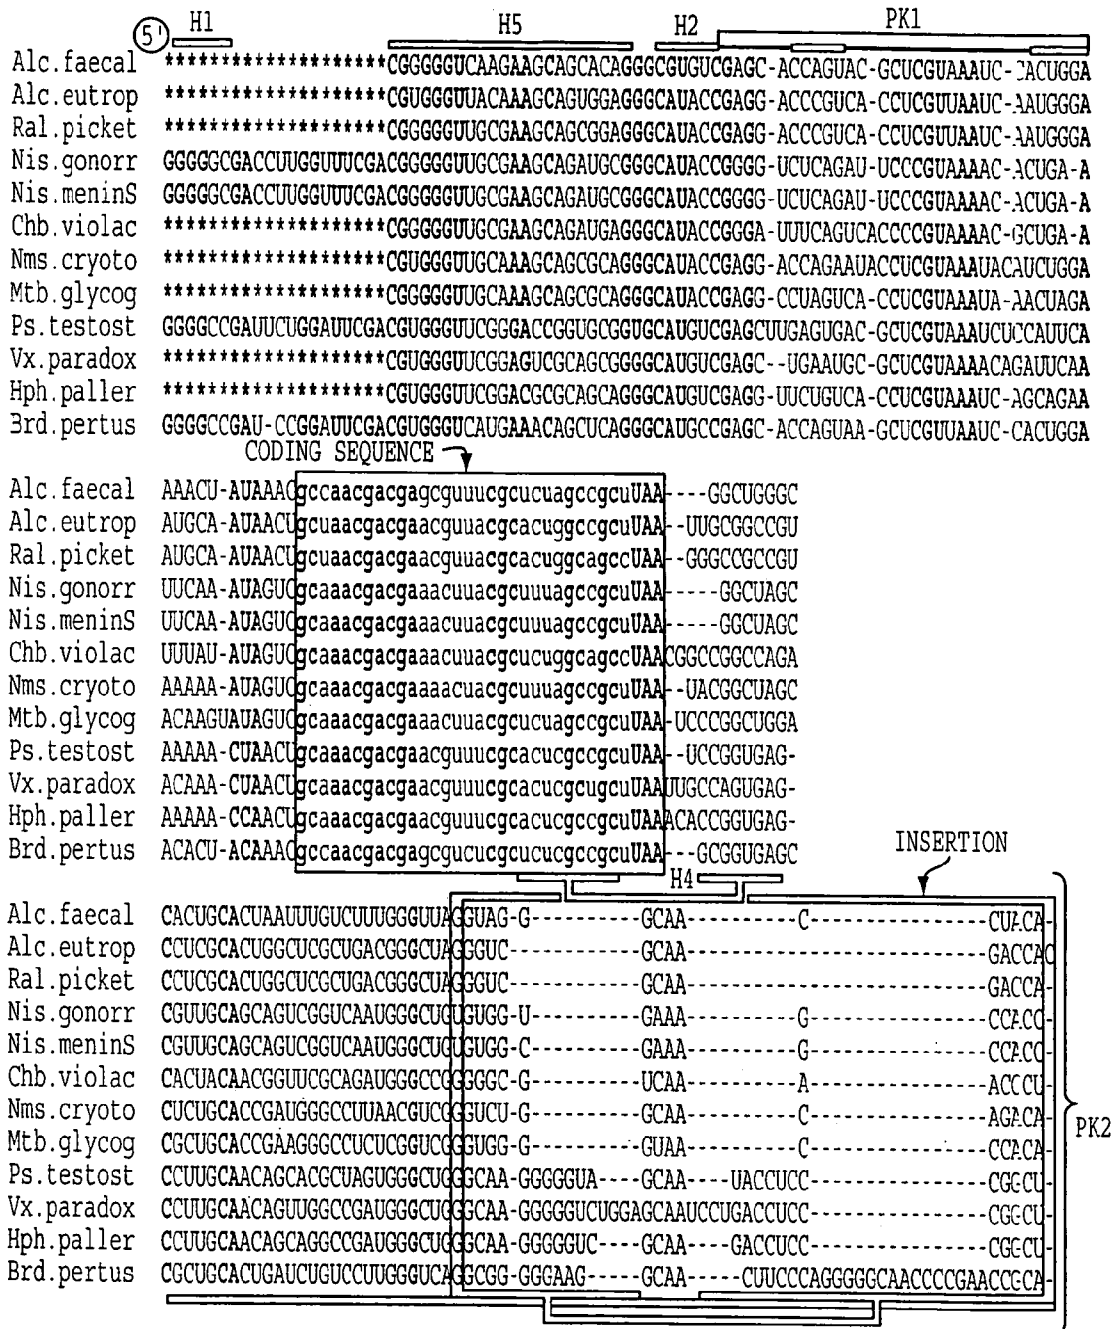 5' H1 H5 H2 PK1
Alc.faecal ********************CGGGGGUCAAGAAGCAGCACAGGGCGUGUCGAGC-ACCAGUAC-GCUCGUAAAUC-CACUGGA
Alc.eutrop ********************CGUGGGUUACAAAGCAGUGGAGGGCAUACCGAGG-ACCCGUCA-CCUCGUUAAUC-AAUGGGA
Ral.picket ********************CGGGGGUUGCGAAGCAGCGGAGGGCAUACCGAGG-ACCCGUCA-CCUCGUUAAUC-AAUGGGA
Nis.gonorr GGGGGCGACCUUGGUUUCGACGGGGGUUGCGAAGCAGAUGCGGGCAUACCGGGG-UCUCAGAU-UCCCGUAAAAC-ACUGA-A
Nis.meninS GGGGGCGACCUUGGUUUCGACGGGGGUUGCGAAGCAGAUGCGGGCAUACCGGGG-UCUCAGAU-UCCCGUAAAAC-ACUGA-A
Chb.violac ********************CGGGGGUUGCGAAGCAGAUGAGGGCAUACCGGGA-UUUCAGUCACCCCGUAAAAC-GCUGA-A
Nms.cryoto ********************CGUGGGUUGCAAAGCAGCGCAGGGCAUACCGAGG-ACCAGAAUACCUCGUAAAUACAUCUGGA
Mtb.glycog ********************CGGGGGUUGCAAAGCAGCGCAGGGCAUACCGAGG-CCUAGUCA-CCUCGUAAAUA-AACUAGA
Ps.testost GGGGCCGAUUCUGGAUUCGACGUGGGUUCGGGACCGGUGCGGUGCAUGUCGAGCUUGAGUGAC-GCUCGUAAAUCUCCAUUCA
Vx.paradox ********************CGUGGGUUCGGAGUCGCAGCGGGGCAUGUCGAGC--UGAAUGC-GCUCGUAAAACAGAUUCAA
Hph.paller ********************CGUGGGUUCGGACGCGCAGCAGGGCAUGUCGAGG-UUCUGUCA-CCUCGUAAAUC-AGCAGAA
Brd.pertus GGGGCCGAU-CCGGAUUCGACGUGGGUCAUGAAACAGCUCAGGGCAUGCCGAGC-ACCAGUAA-GCUCGUUAAUC-CACUGGA
CODING SEQUENCE
Alc.faecal AAACU-AUAAACgccaacgacgagcguuucgcucuagccgcuUAA----GGCUGGGC
Alc.eutrop AUGCA-AUAACUgcuaacgacgaacguuacgcacuggccgcuUAA--UUGCGGCCGU
Ral.picket AUGCA-AUAACUgcuaacgacgaacguuacgcacuggcagccUAA--GGGCCGCCGU
Nis.gonorr UUCAA-AUAGUCgcaaacgacgaaacuuacgcuuuagccgcuUAA-----GGCUAGC
Nis.meninS UUCAA-AUAGUCgcaaacgacgaaacuuacgcuuuagccgcuUAA-----GGCUAGC
Chb.violac UUUAU-AUAGUCgcaaacgacgaaacuuacgcucuggcagccUAACGGCCGGCCAGA
Nms.cryoto AAAAA-AUAGUCgcaaacgacgaaaacuacgcuuuagccgcuUAA--UACGGCUAGC
Mtb.glycog ACAAGUAUAGUCgcaaacgacgaaacuuacgcucuagccgcuUAA-UCCCGGCUGGA
Ps.testost AAAAA-CUAACUgcaaacgacgaacguuucgcacucgccgcuUAA--UCCGGUGAG-
Vx.paradox ACAAA-CUAACUgcaaacgacgaacguuucgcacucgcugcuUAAUUGCCAGUGAG-
Hph.paller AAAAA-CCAACUgcaaacgacgaacguuucgcacucgccgcuUAAACACCGGUGAG-
Brd.pertus ACACU-ACAAACgccaacgacgagcgucucgcucucgccgcuUAA---GCGGUGAGC
H4 INSERTION
Alc.faecal CACUGCACUAAUUUGUCUUUGGGUUAGGUAG-G---------GCAA----------C---------------CUACA-
Alc.eutrop CCUCGCACUGGCUCGCUGACGGGCUAGGGUC-----------GCAA--------------------------GACCAC
Ral.picket CCUCGCACUGGCUCGCUGACGGGCUAGGGUC-----------GCAA--------------------------GACCA-
Nis.gonorr CGUUGCAGCAGUCGGUCAAUGGGCUGUGUGG-U---------GAAA----------G---------------CCACC-
Nis.meninS CGUUGCAGCAGUCGGUCAAUGGGCUGUGUGG-C---------GAAA----------G---------------CCACC-
Chb.violac CACUACAACGGUUCGCAGAUGGGCCGGGGGC-G---------UCAA----------A---------------ACCCU-
Nms.cryoto CUCUGCACCGAUGGGCCUUAACGUCGGGUCU-G---------GCAA----------C---------------AGACA-
Mtb.glycog CGCUGCACCGAAGGGCCUCUCGGUCGGGUGG-G---------GUAA----------C---------------CCACA-
Ps.testost CCUUGCAACAGCACGCUAGUGGGCUGGGCAA-GGGGGUA---GCAA----UACCUCC---------------CGGCU-
Vx.paradox CCUUGCAACAGUUGGCCGAUGGGCUGGGCAA-GGGGGUCUGGAGCAAUCCUGACCUCC---------------CGGCU-
Hph.paller CCUUGCAACAGCAGGCCGAUGGGCUGGGCAA-GGGGGUC---GCAA----GACCUCC---------------CGGCU-
Brd.pertus CGCUGCACUGAUCUGUCCUUGGGUCAGGCGG-GGGAAG----GCAA----CUUCCCAGGGGGCAACCCCGAACCGCA-
PK2